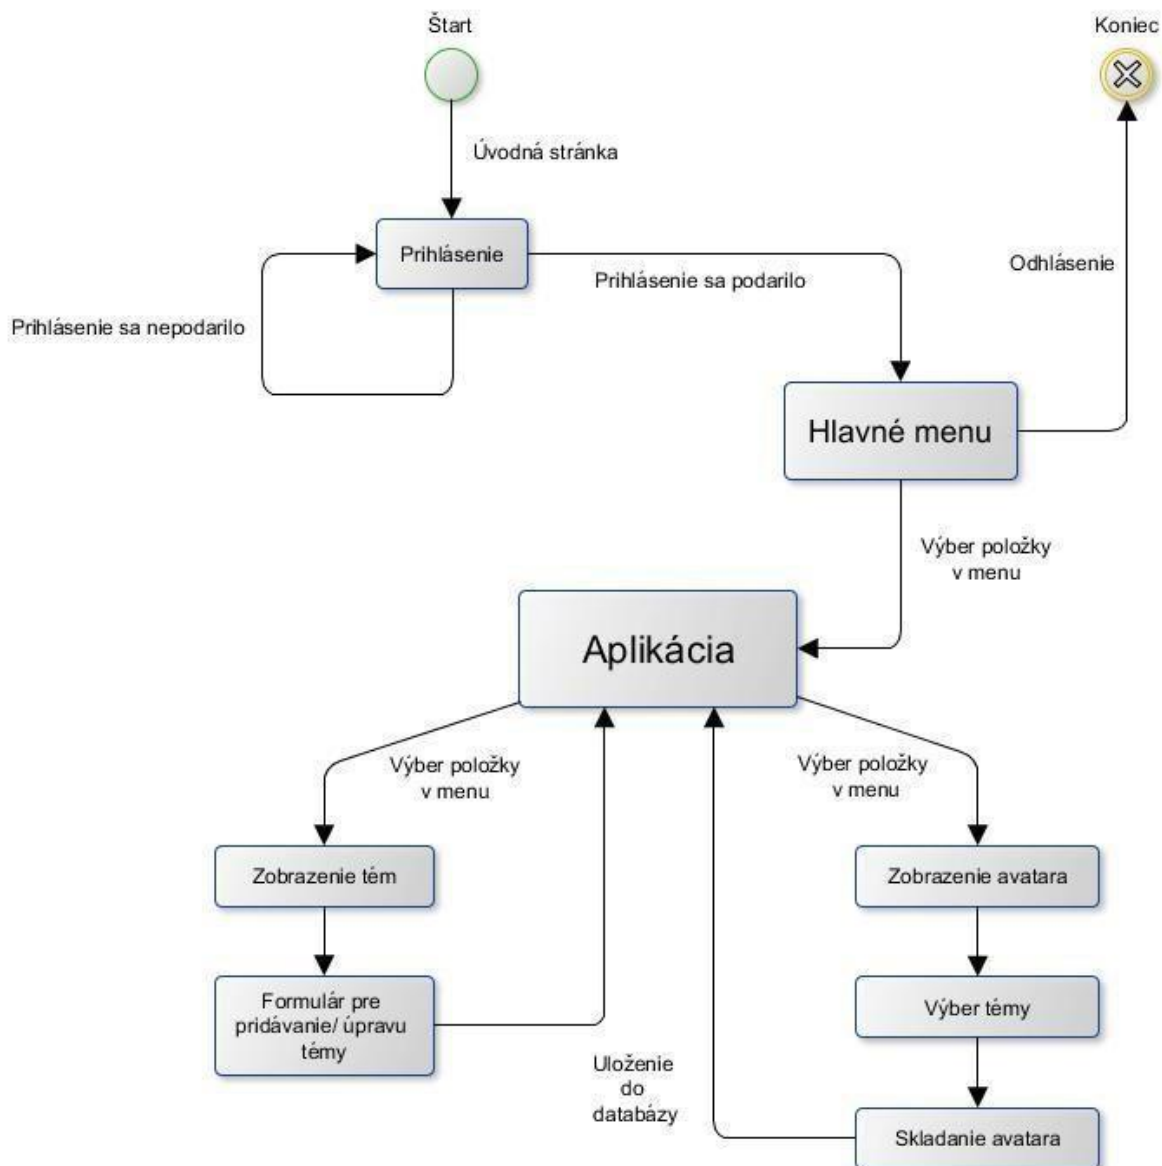 Štart
Koniec
Úvodná stránka
Prihlásenie
Odhlásenie
Prihlásenie sa podarilo
Prihlásenie sa nepodarilo
Hlavné menu
Výber položky
v menu
Aplikácia
Výber položky
v menu
Výber položky
v menu
Zobrazenie tém
Zobrazenie avatara
Formulár pre
pridávanie/ úpravu
témy
Výber témy
Uloženie
do
databázy
Skladanie avatara